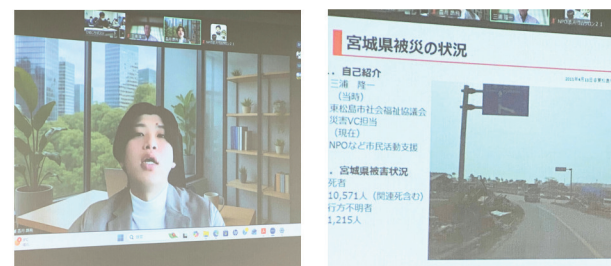 宮城県被災の状況
自己紹介
三浦 隆一
(当時)
東松島市社会福祉協議会
災害VC担当
(現在)
NPOなど市民活動支援
宮城県被害状況
死者
10,571人(関連死含む)
行方不明者
1,215人